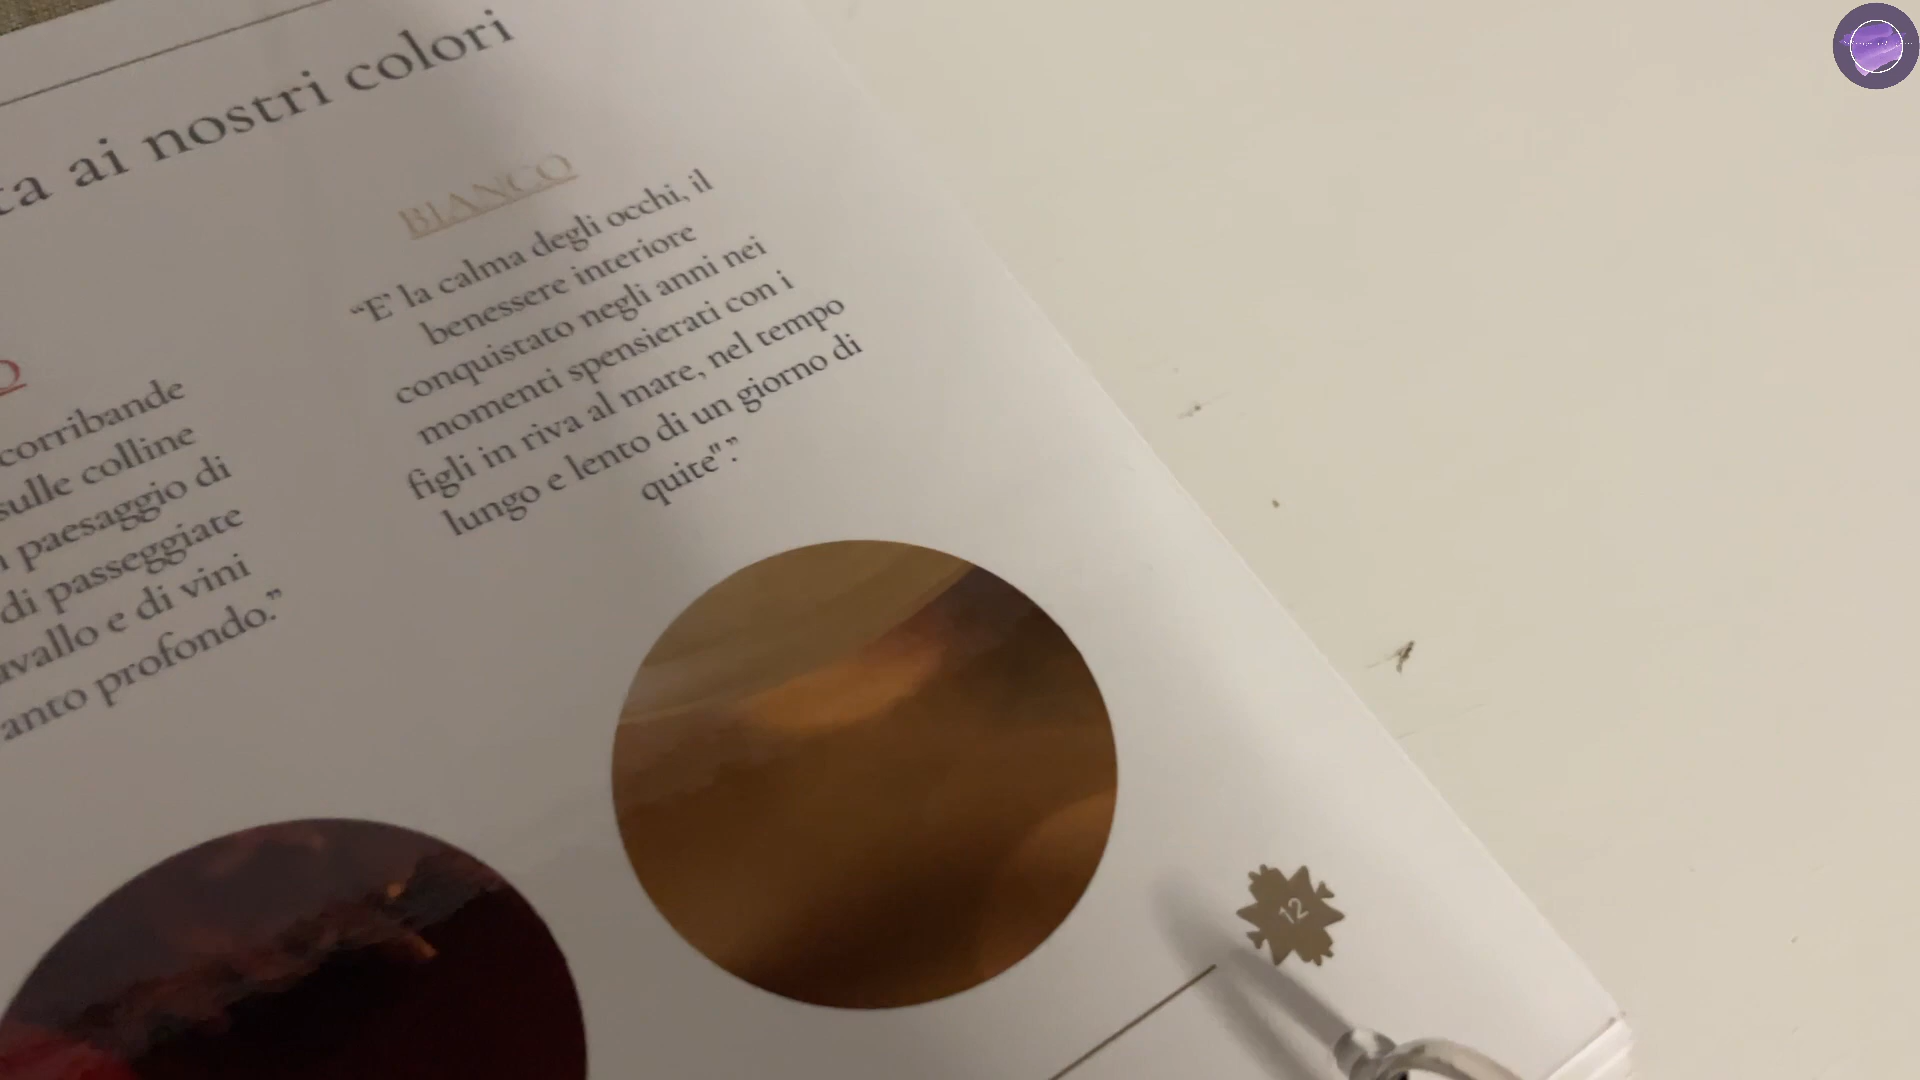 ta ai nostri colori
BIANCO
“E' la calma degli occhi, il
benessere interiore
conquistato negli anni nei
momenti spensierati con i
figli in riva al mare, nel tempo
lungo e lento di un giorno di
quite".”
O
corribande
sulle colline
paesaggio di
di passeggiate
avallo e di vini
anto profondo.”
12